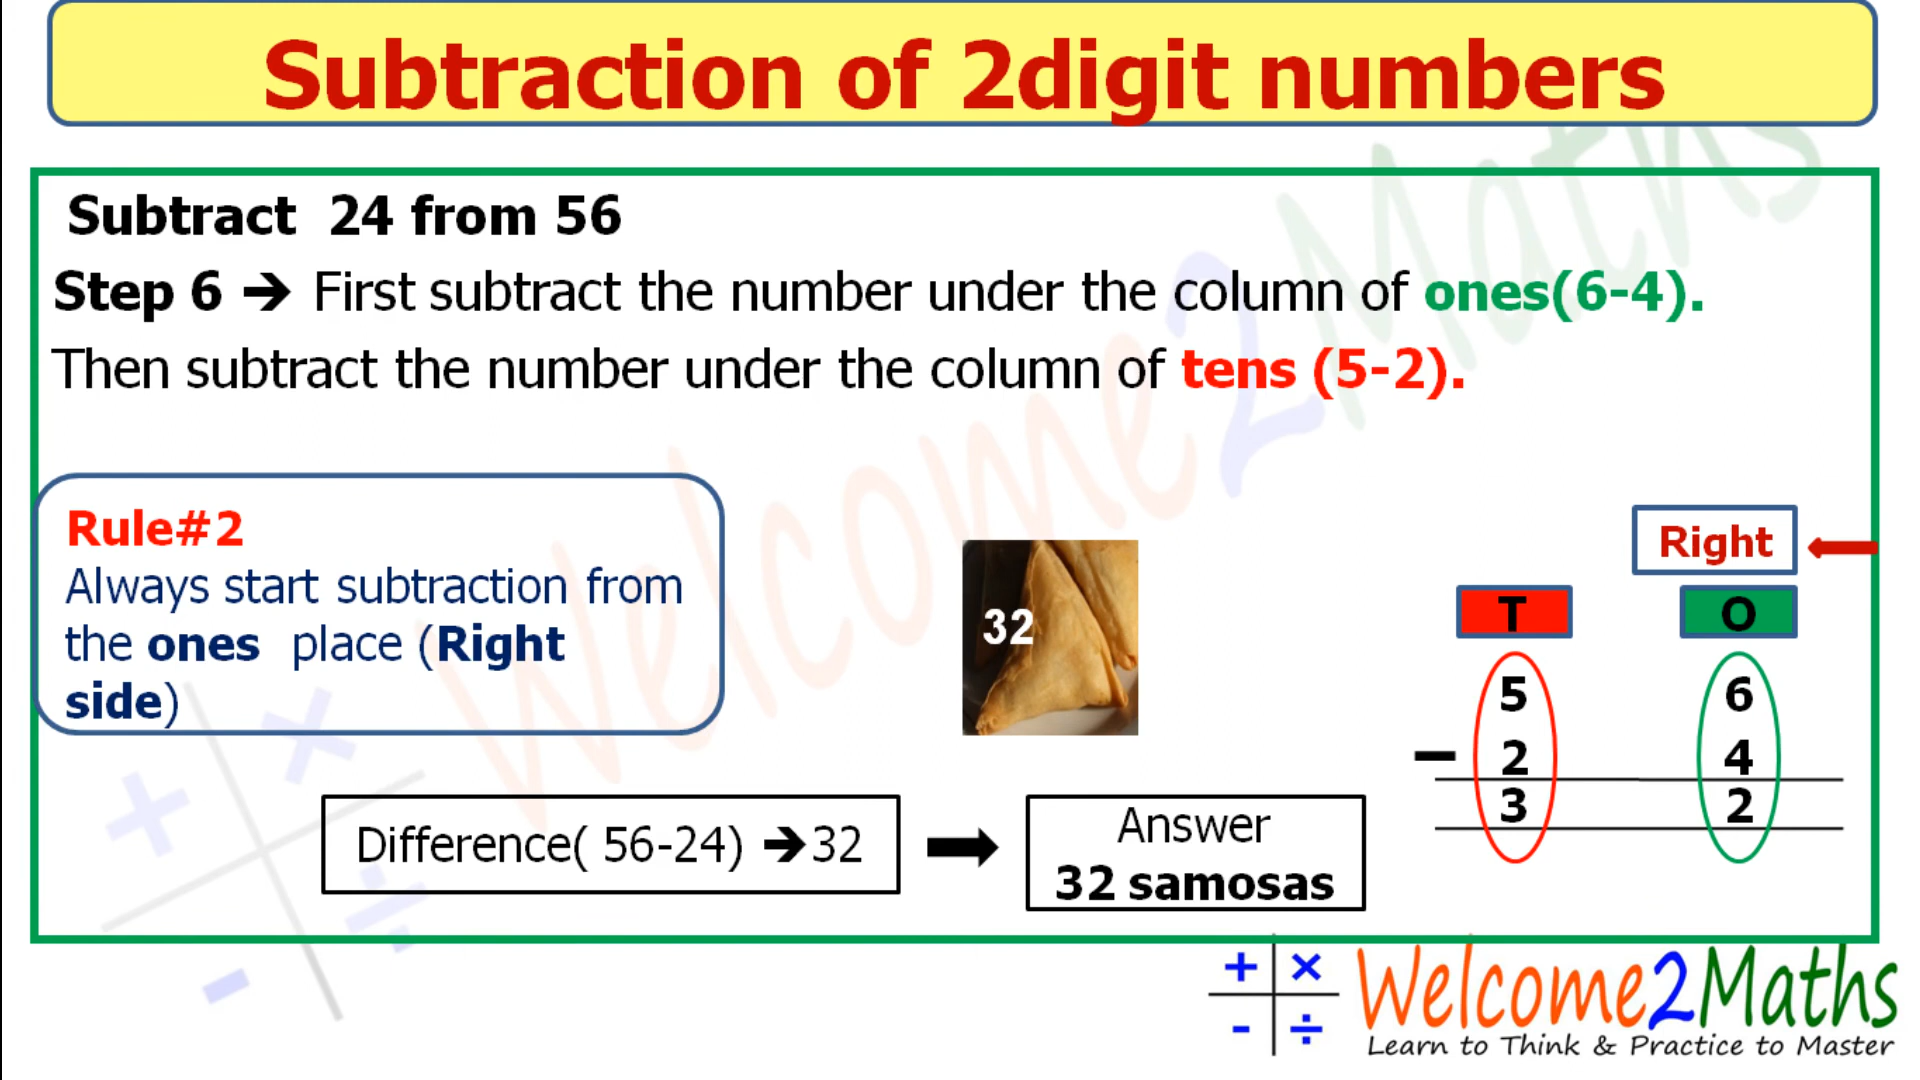 Subtraction of 2digit numbers
Subtract 24 from 56
Step 6 ➔ First subtract the number under the column of ones(6-4).
Then subtract the number under the column of tens (5-2).
Rule#2
Always start subtraction from
the ones place (Right
side)
32
Right
T O
5 6
− 2 4
3 2
Difference( 56-24) ➔32
Answer
32 samosas
Welcome2Maths
+ ×
- ÷
Welcome2Maths
Learn to Think & Practice to Master